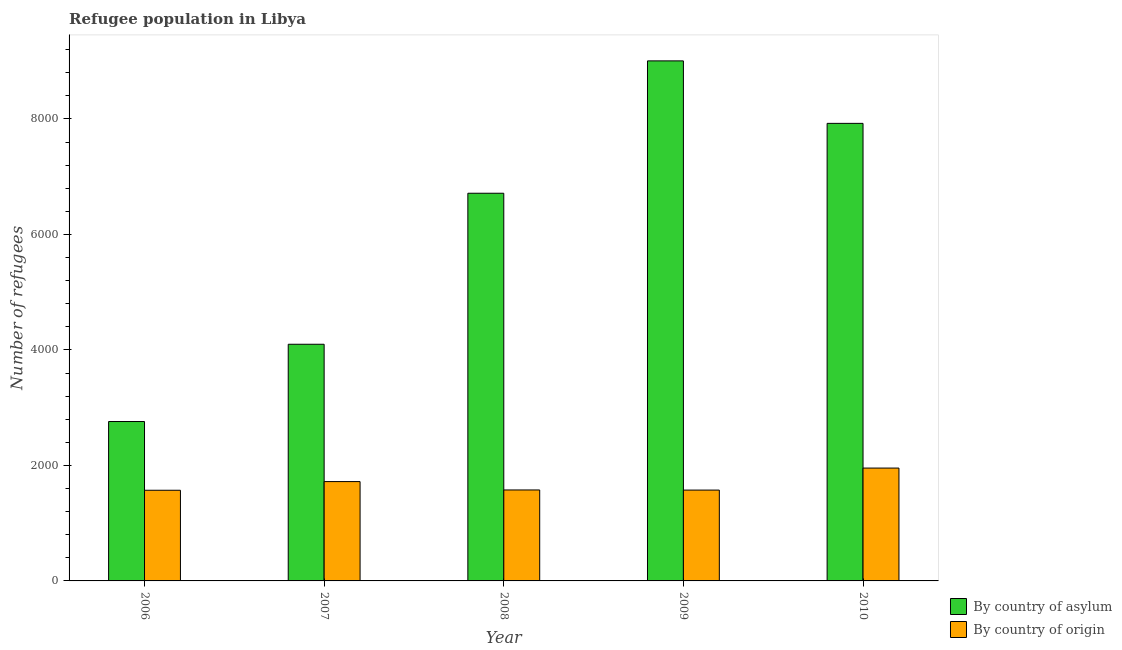 Refugee population in Libya
Number of refugees
8000
6000
4000
2000
0
2006
2007
2008
2009
2010
Year
By country of asylum
By country of origin